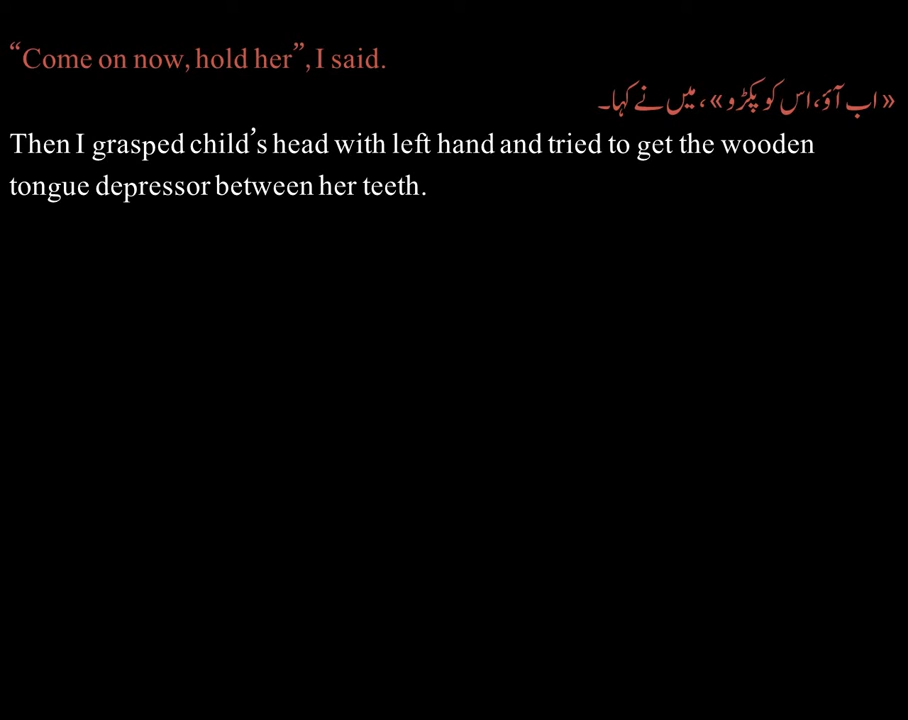 “Come on now, hold her”, I said.
« اب آؤ، اس کو پکڑو » ، میں نے کہا۔
Then I grasped child’s head with left hand and tried to get the wooden
tongue depressor between her teeth.